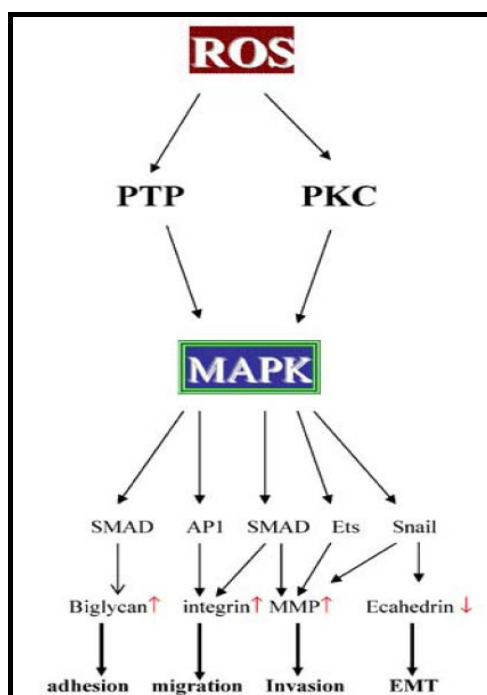 ROS
PTP PKC
MAPK
SMAD AP1 SMAD Ets Snail
Biglycan↑ integrin↑ MMP↑ Ecahedrin↓
adhesion migration Invasion EMT